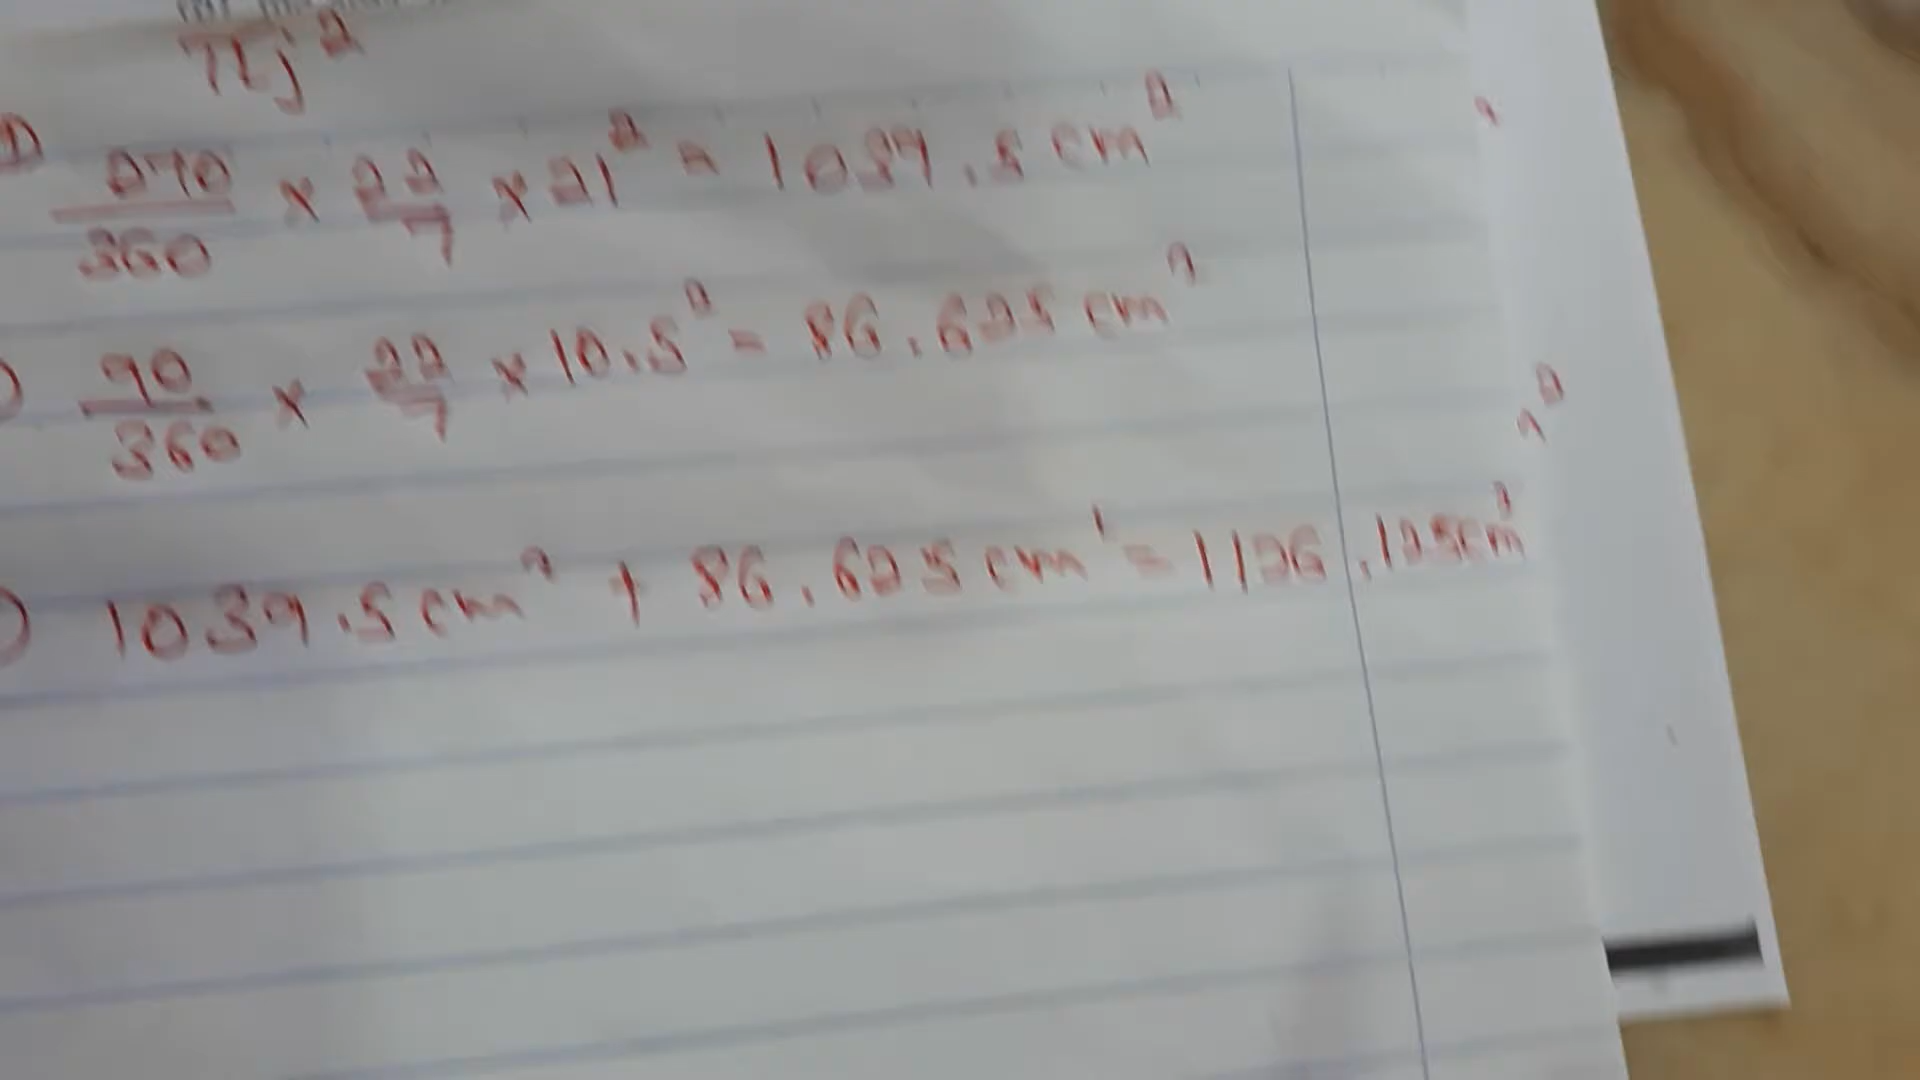 πj²
270/360 × 22/7 × 21² = 1039.5 cm²
90/360 × 22/7 × 10.5² = 86.625 cm²
1039.5 cm² + 86.625 cm² = 1126.125 cm²